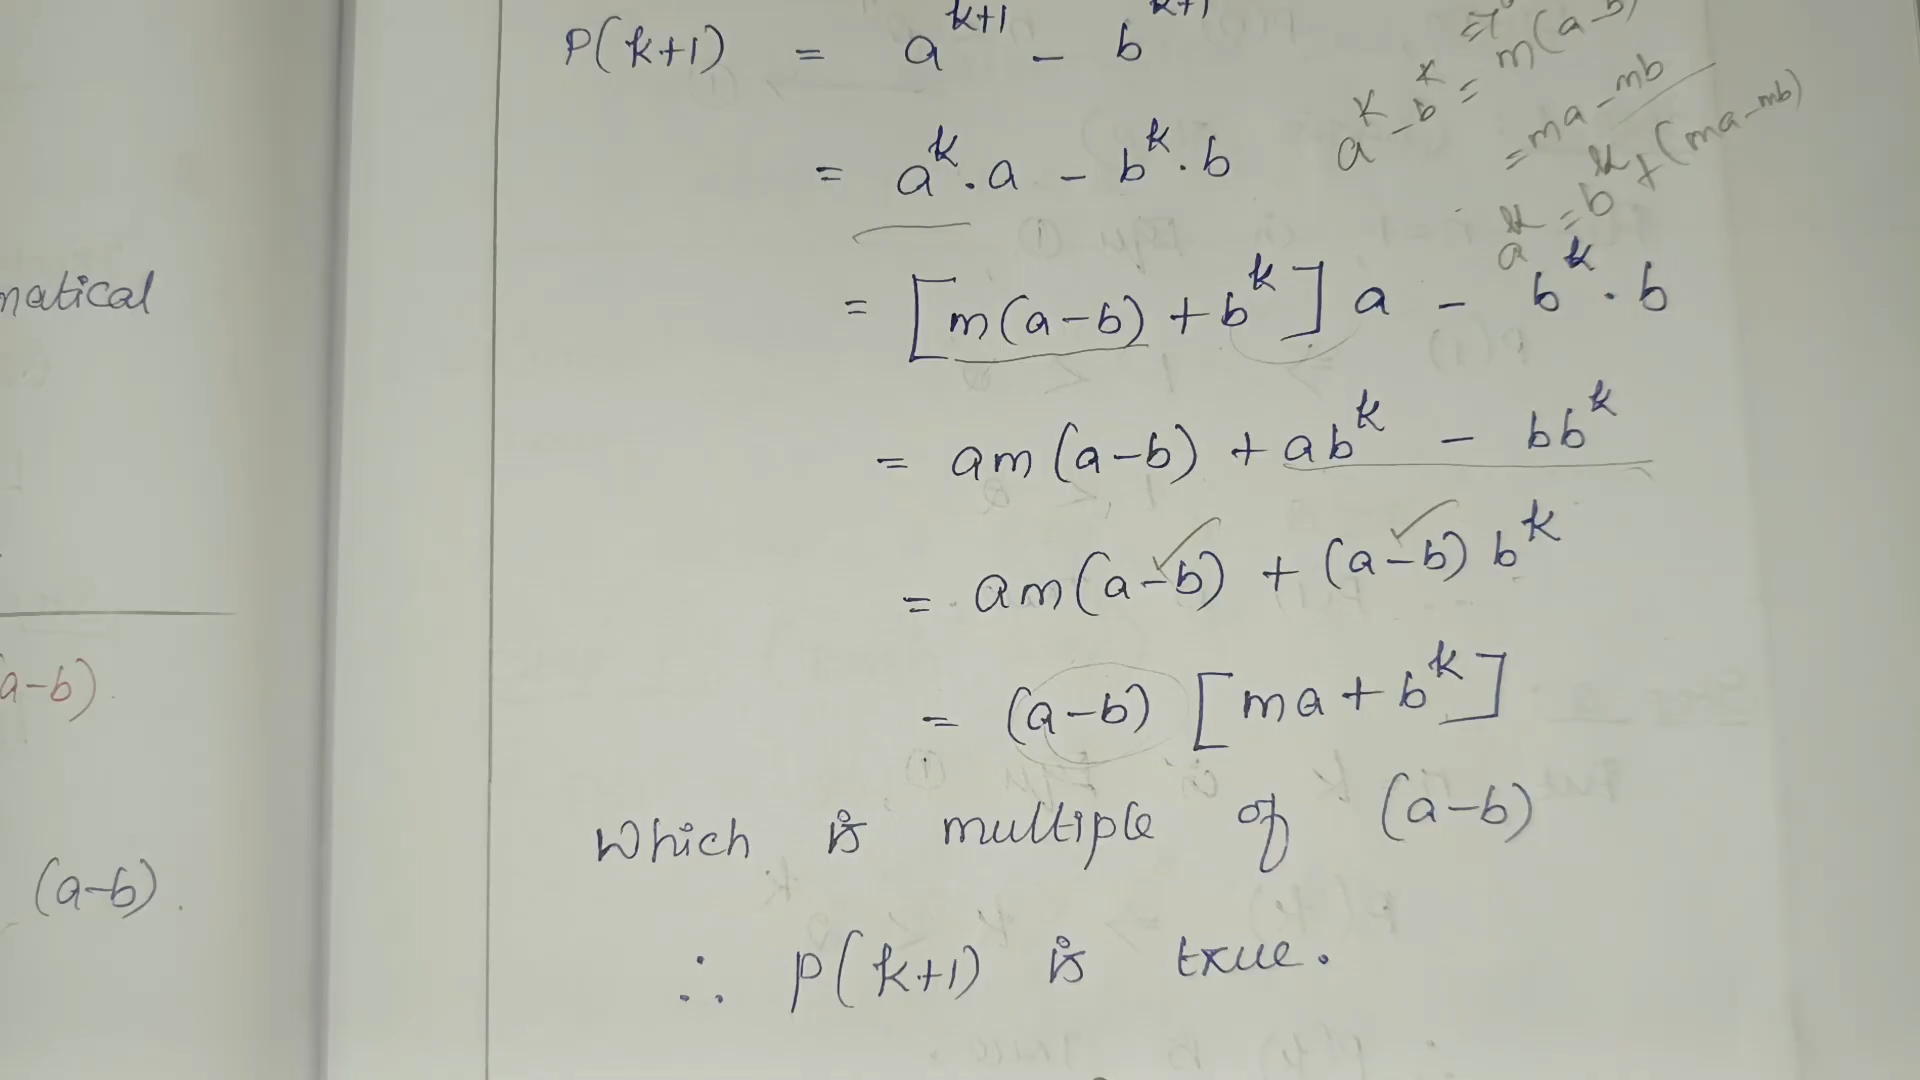 matical
(a-b).
(a-b).
P(k+1) = a^{k+1} - b^{k+1}
= a^k . a - b^k . b
= [m(a-b) + b^k] a - b^k . b
= am(a-b) + ab^k - bb^k
= am(a-b) + (a-b) b^k
= (a-b) [ma + b^k]
Which is multiple of (a-b)
∴ P(k+1) is true.
a^k - b^k = m(a-b)
= ma - mb
a^k = b^k + (ma-mb)